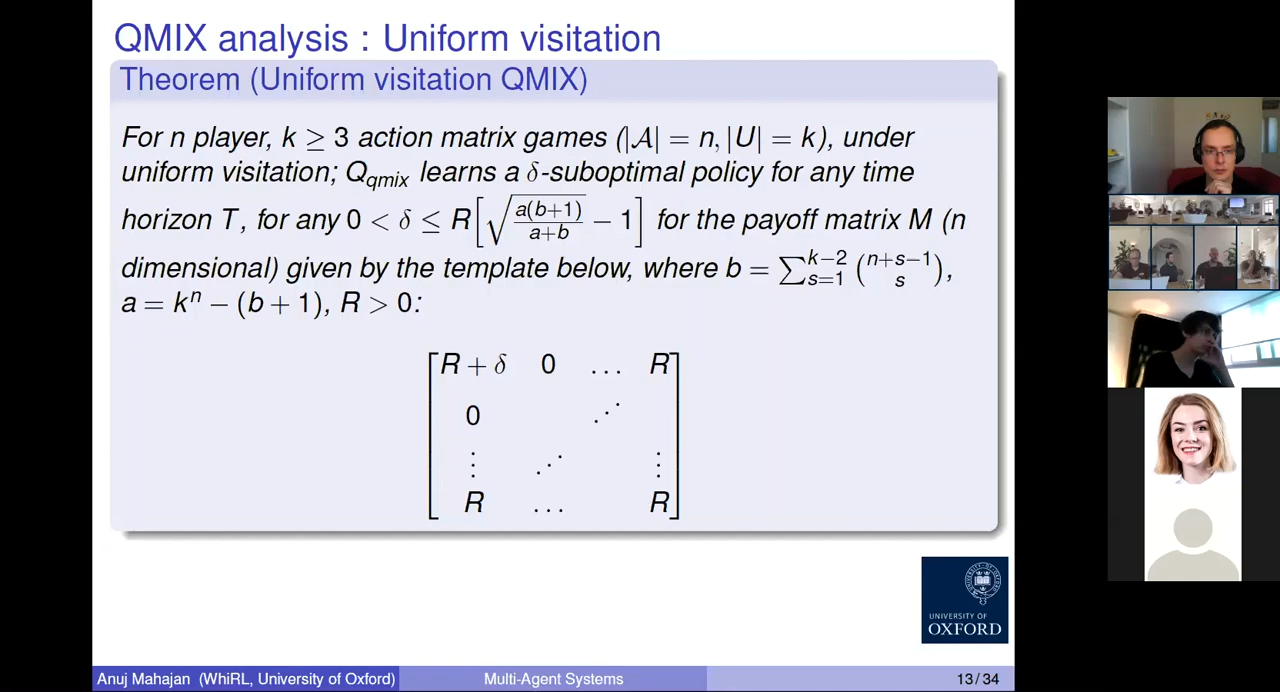 QMIX analysis : Uniform visitation
Theorem (Uniform visitation QMIX)
For n player, k ≥ 3 action matrix games (|𝒜| = n, |U| = k), under
uniform visitation; Q_{qmix} learns a δ-suboptimal policy for any time
horizon T, for any 0 < δ ≤ R[√(a(b+1)/(a+b)) − 1] for the payoff matrix M (n
dimensional) given by the template below, where b = ∑_{s=1}^{k−2} (n+s−1 s),
a = kⁿ − (b + 1), R > 0:
R + δ 0 … R
0 ⋰
⋮ ⋰ ⋮
R … R
UNIVERSITY OF
OXFORD
Anuj Mahajan (WhiRL, University of Oxford) Multi-Agent Systems 13 / 34